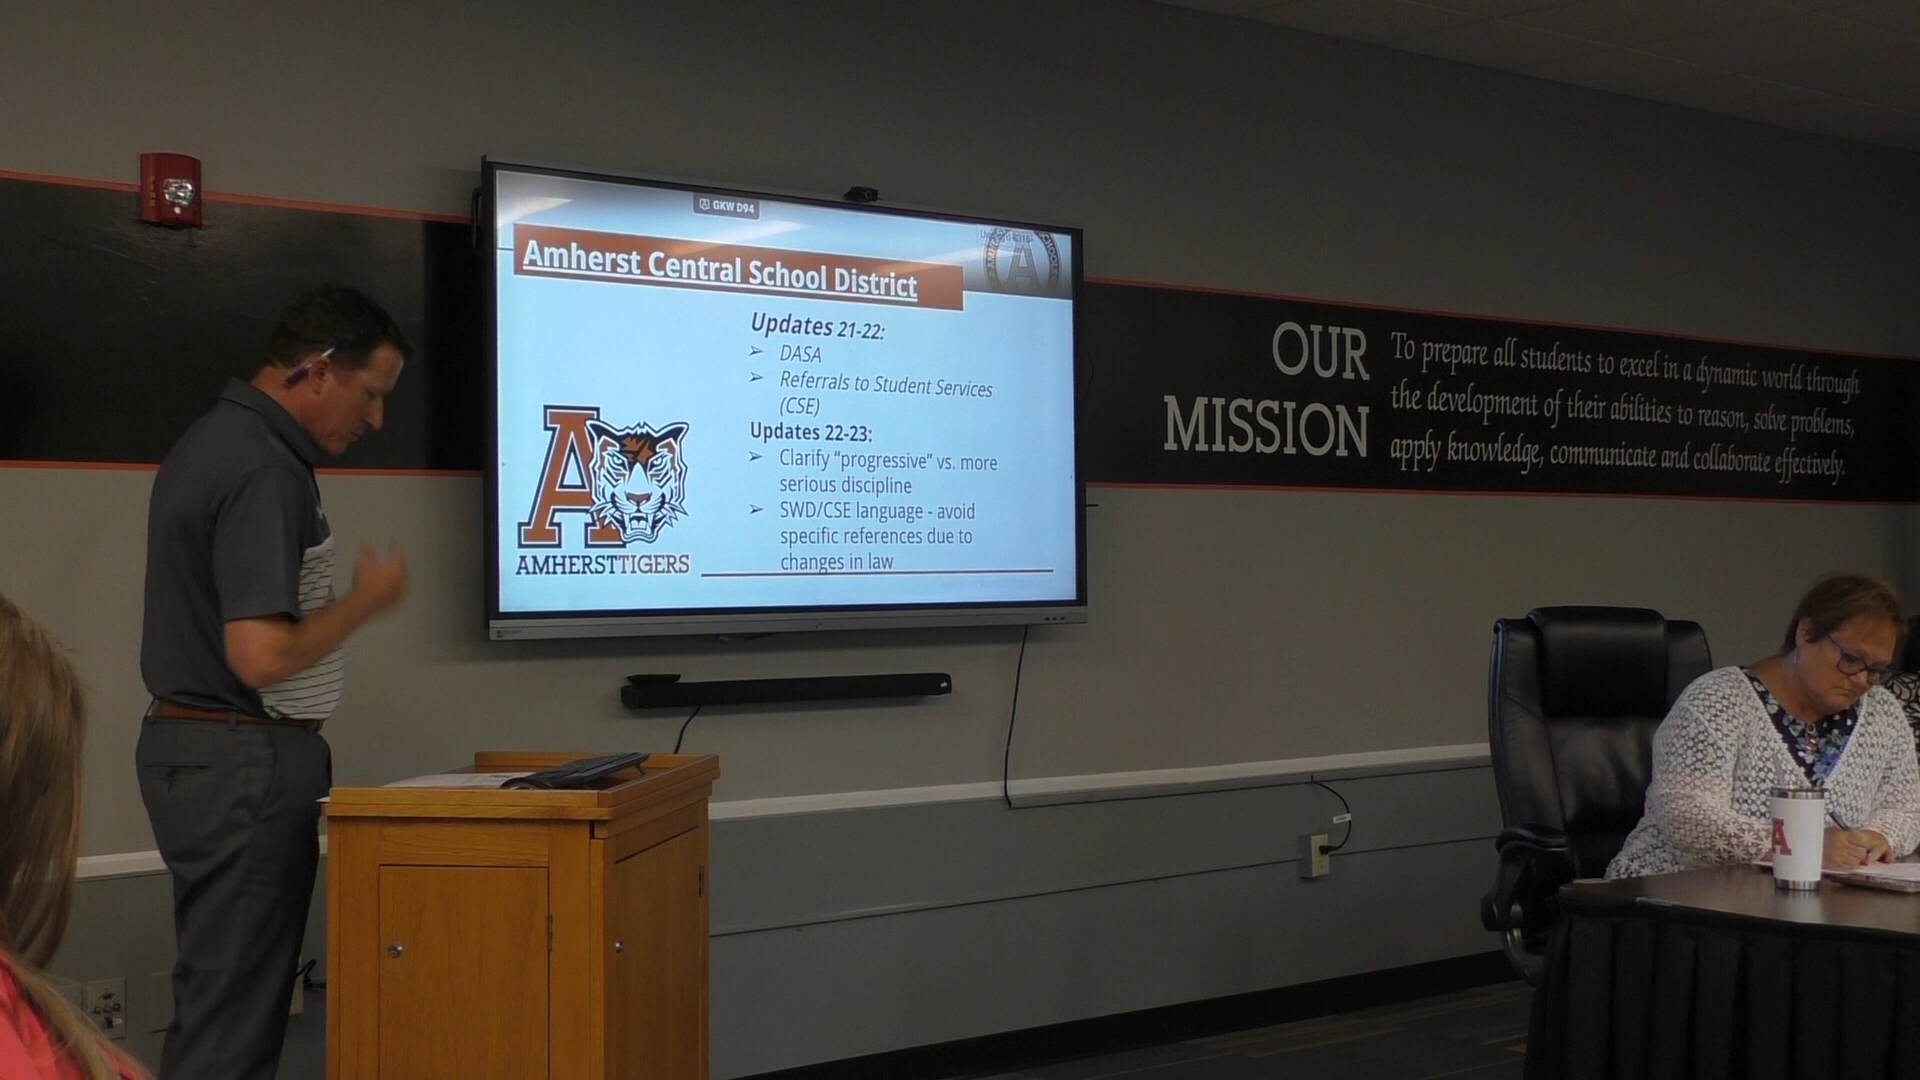 GKW D94
Amherst Central School District
Updates 21-22:
➢ DASA
➢ Referrals to Student Services
(CSE)
Updates 22-23:
➢ Clarify “progressive” vs. more
serious discipline
➢ SWD/CSE language - avoid
specific references due to
changes in law
A
AMHERSTTIGERS
A
OUR
MISSION
To prepare all students to excel in a dynamic world through
the development of their abilities to reason, solve problems,
apply knowledge, communicate and collaborate effectively.
A